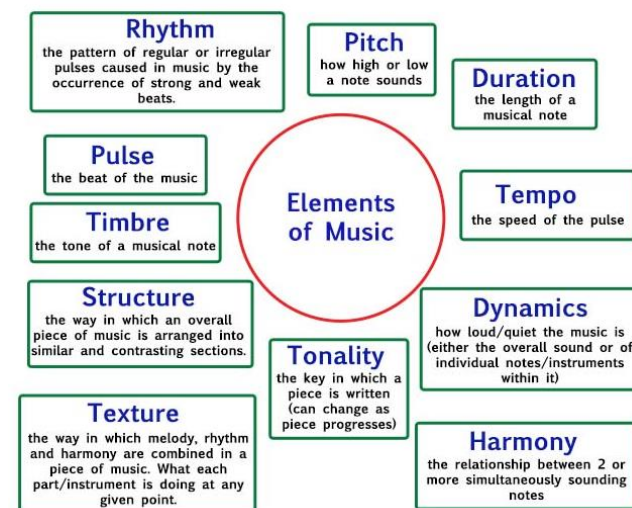 Rhythm
the pattern of regular or irregular
pulses caused in music by the
occurrence of strong and weak
beats.
Pitch
how high or low
a note sounds
Duration
the length of a
musical note
Pulse
the beat of the music
Timbre
the tone of a musical note
Elements
of Music
Tempo
the speed of the pulse
Structure
the way in which an overall
piece of music is arranged into
similar and contrasting sections.
Tonality
the key in which a
piece is written
(can change as
piece progresses)
Dynamics
how loud/quiet the music is
(either the overall sound or of
individual notes/instruments
within it)
Texture
the way in which melody, rhythm
and harmony are combined in a
piece of music. What each
part/instrument is doing at any
given point.
Harmony
the relationship between 2 or
more simultaneously sounding
notes